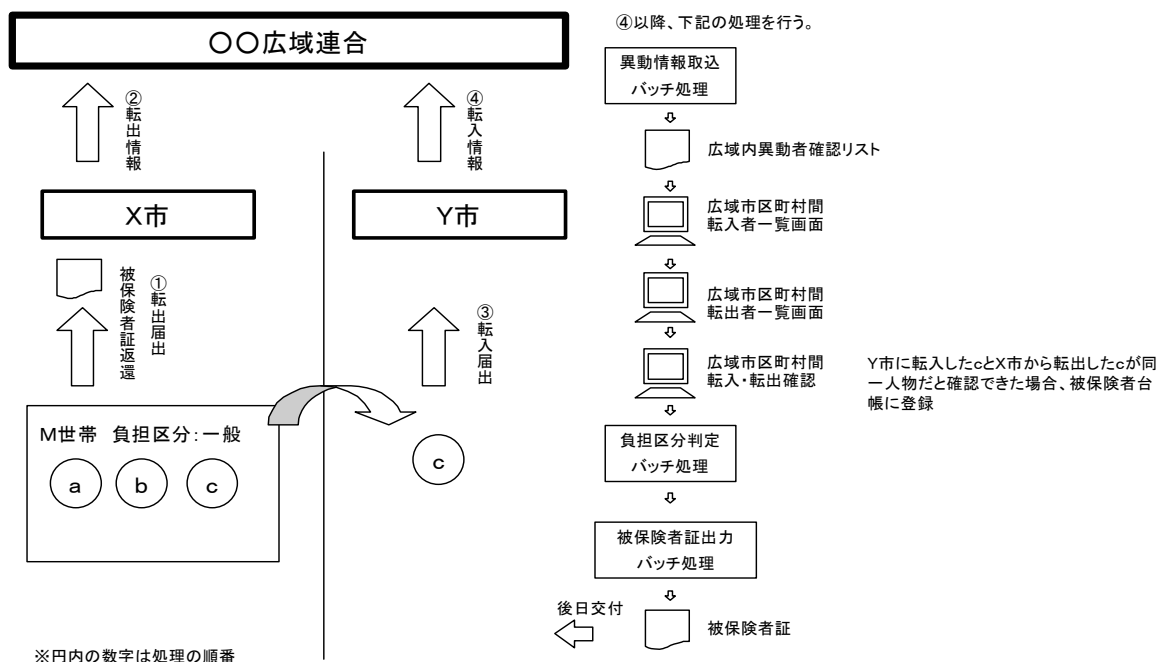 〇〇広域連合
②転出情報
④転入情報
X市
Y市
被保険者証返還
①転出届出
③転入届出
M世帯 負担区分:一般
a
b
c
c
※円内の数字は処理の順番
④以降、下記の処理を行う。
異動情報取込
バッチ処理
広域内異動者確認リスト
広域市区町村間
転入者一覧画面
広域市区町村間
転出者一覧画面
広域市区町村間
転入・転出確認
Y市に転入したcとX市から転出したcが同
一人物だと確認できた場合、被保険者台
帳に登録
負担区分判定
バッチ処理
被保険者証出力
バッチ処理
後日交付
被保険者証